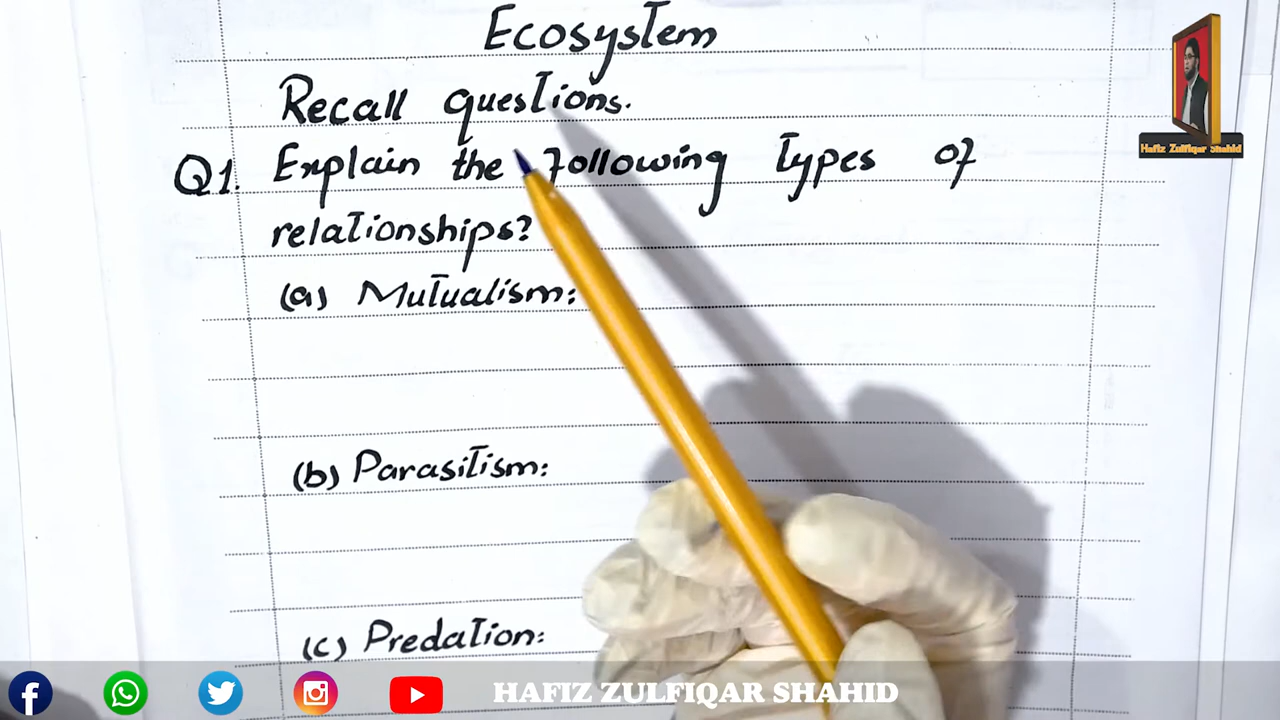 Ecosystem
Recall questions.
Q1. Explain the following types of
relationships?
(a) Mutualism:
(b) Parasitism:
(c) Predation:
Hafiz Zulfiqar Shahid
HAFIZ ZULFIQAR SHAHID